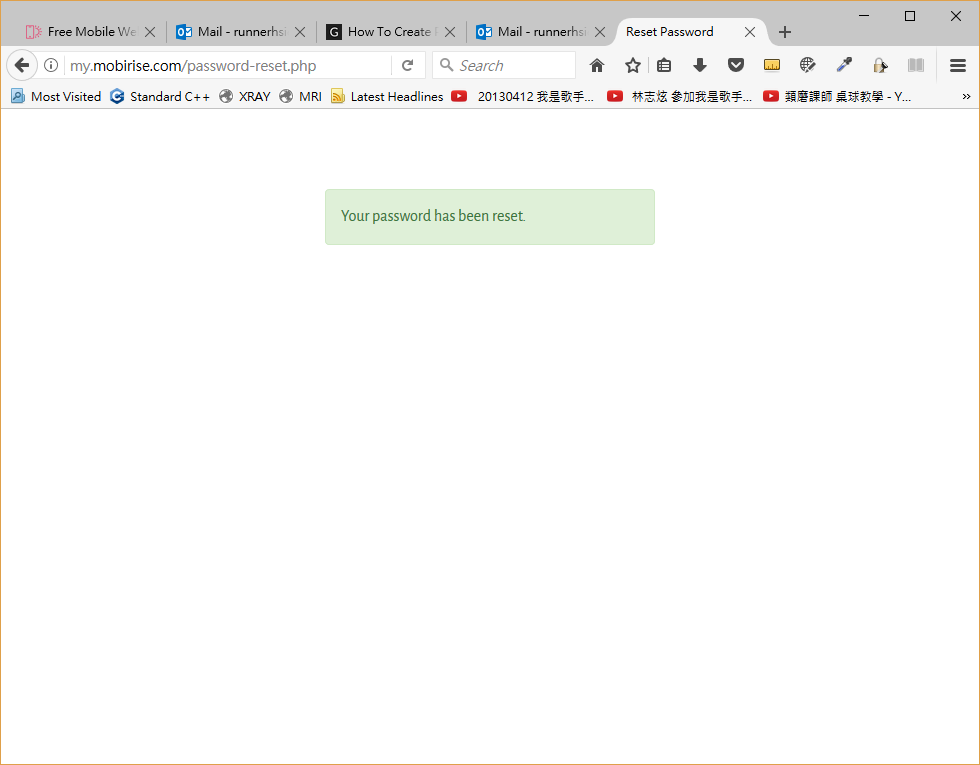 Free Mobile We
Mail - runnerhsi
How To Create
Mail - runnerhsi
Reset Password
my.mobirise.com/password-reset.php
Search
Most Visited
Standard C++
XRAY
MRI
Latest Headlines
20130412 我是歌手...
林志炫 參加我是歌手...
類磨課師 桌球教學 - Y...
Your password has been reset.